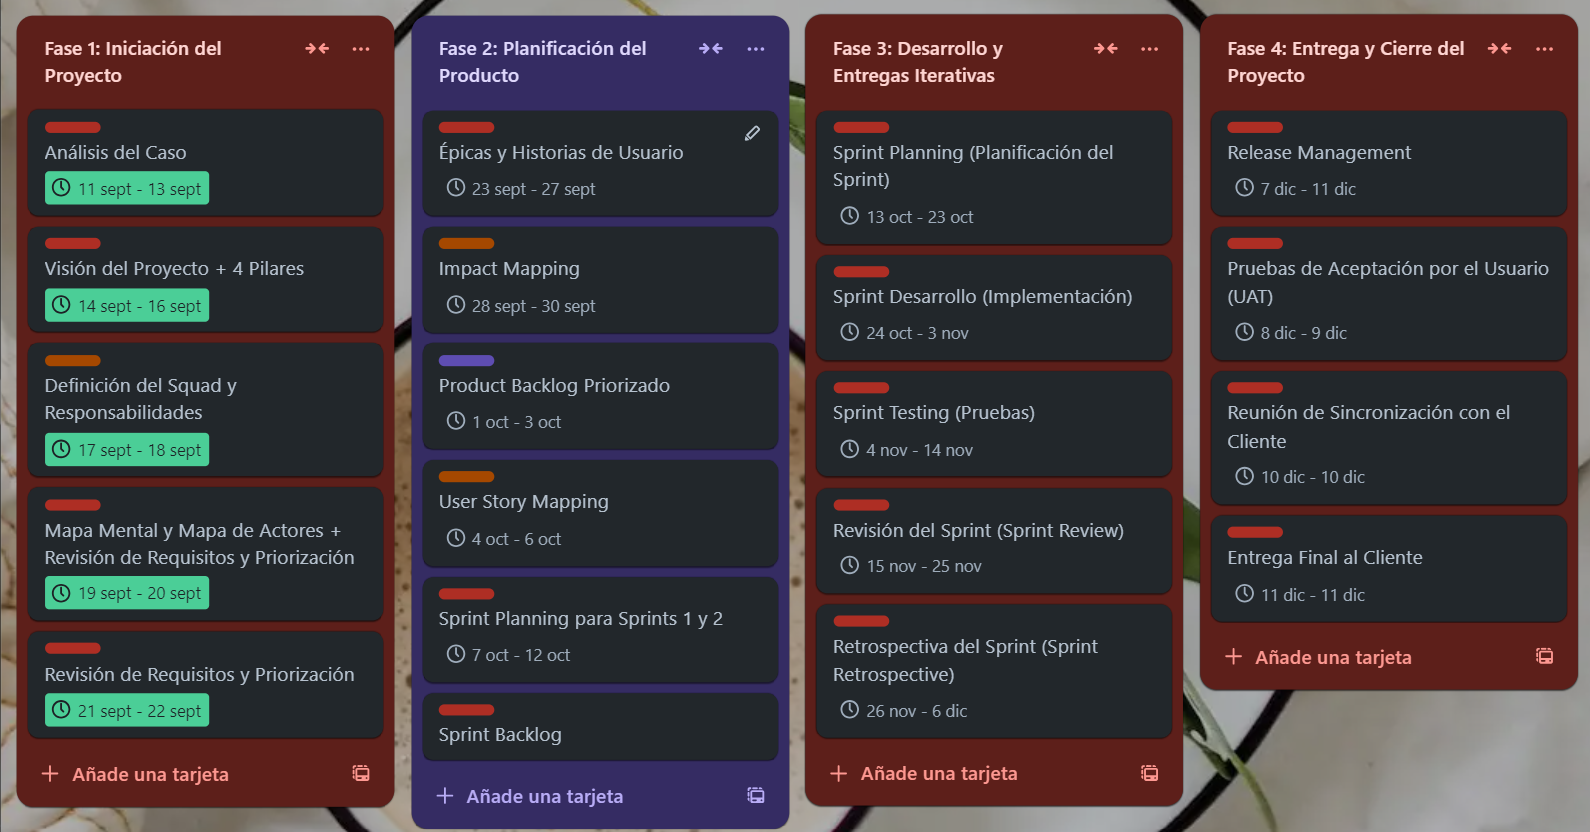 Fase 1: Iniciación del
Proyecto
Análisis del Caso
11 sept - 13 sept
Visión del Proyecto + 4 Pilares
14 sept - 16 sept
Definición del Squad y
Responsabilidades
17 sept - 18 sept
Mapa Mental y Mapa de Actores +
Revisión de Requisitos y Priorización
19 sept - 20 sept
Revisión de Requisitos y Priorización
21 sept - 22 sept
+ Añade una tarjeta
Fase 2: Planificación del
Producto
Épicas y Historias de Usuario
23 sept - 27 sept
Impact Mapping
28 sept - 30 sept
Product Backlog Priorizado
1 oct - 3 oct
User Story Mapping
4 oct - 6 oct
Sprint Planning para Sprints 1 y 2
7 oct - 12 oct
Sprint Backlog
+ Añade una tarjeta
Fase 3: Desarrollo y
Entregas Iterativas
Sprint Planning (Planificación del
Sprint)
13 oct - 23 oct
Sprint Desarrollo (Implementación)
24 oct - 3 nov
Sprint Testing (Pruebas)
4 nov - 14 nov
Revisión del Sprint (Sprint Review)
15 nov - 25 nov
Retrospectiva del Sprint (Sprint
Retrospective)
26 nov - 6 dic
+ Añade una tarjeta
Fase 4: Entrega y Cierre del
Proyecto
Release Management
7 dic - 11 dic
Pruebas de Aceptación por el Usuario
(UAT)
8 dic - 9 dic
Reunión de Sincronización con el
Cliente
10 dic - 10 dic
Entrega Final al Cliente
11 dic - 11 dic
+ Añade una tarjeta